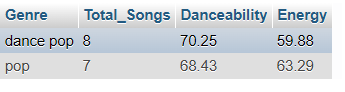 Genre Total_Songs Danceability Energy
dance pop 8 70.25 59.88
pop 7 68.43 63.29